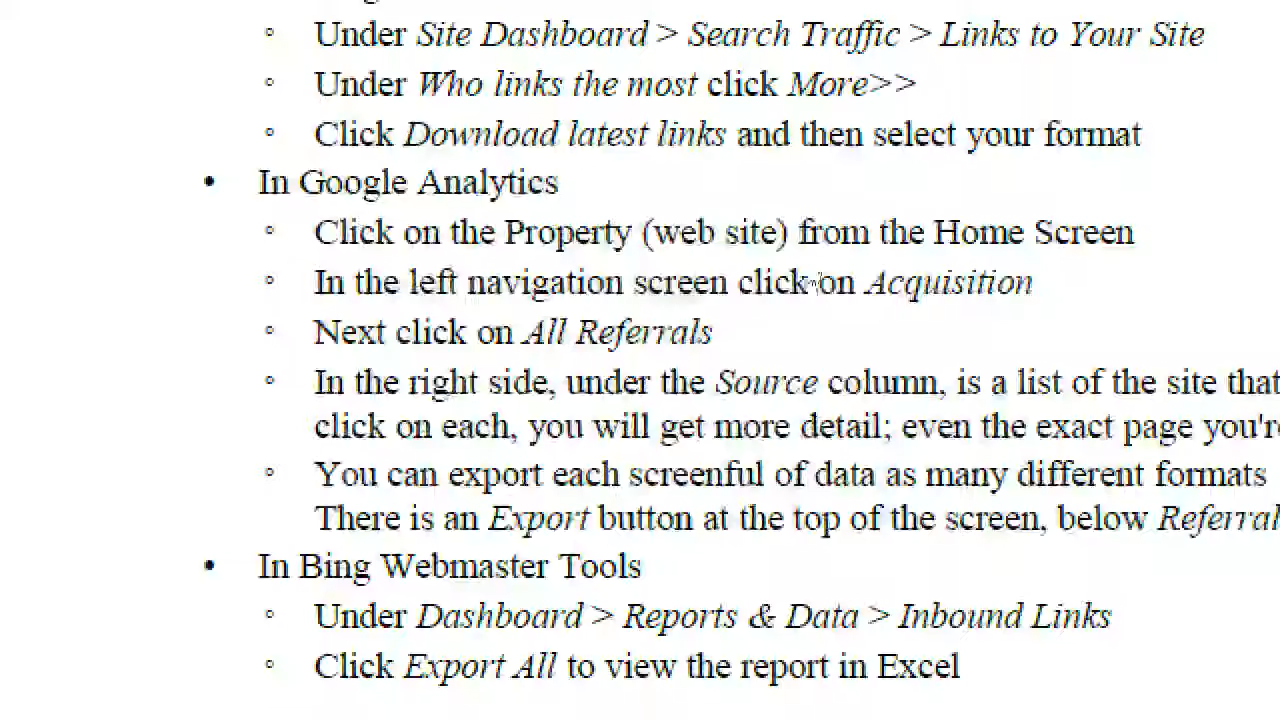 ◦ Under Site Dashboard > Search Traffic > Links to Your Site
◦ Under Who links the most click More>>
◦ Click Download latest links and then select your format
• In Google Analytics
◦ Click on the Property (web site) from the Home Screen
◦ In the left navigation screen click on Acquisition
◦ Next click on All Referrals
◦ In the right side, under the Source column, is a list of the site that
click on each, you will get more detail; even the exact page you're
◦ You can export each screenful of data as many different formats
There is an Export button at the top of the screen, below Referral
• In Bing Webmaster Tools
◦ Under Dashboard > Reports & Data > Inbound Links
◦ Click Export All to view the report in Excel